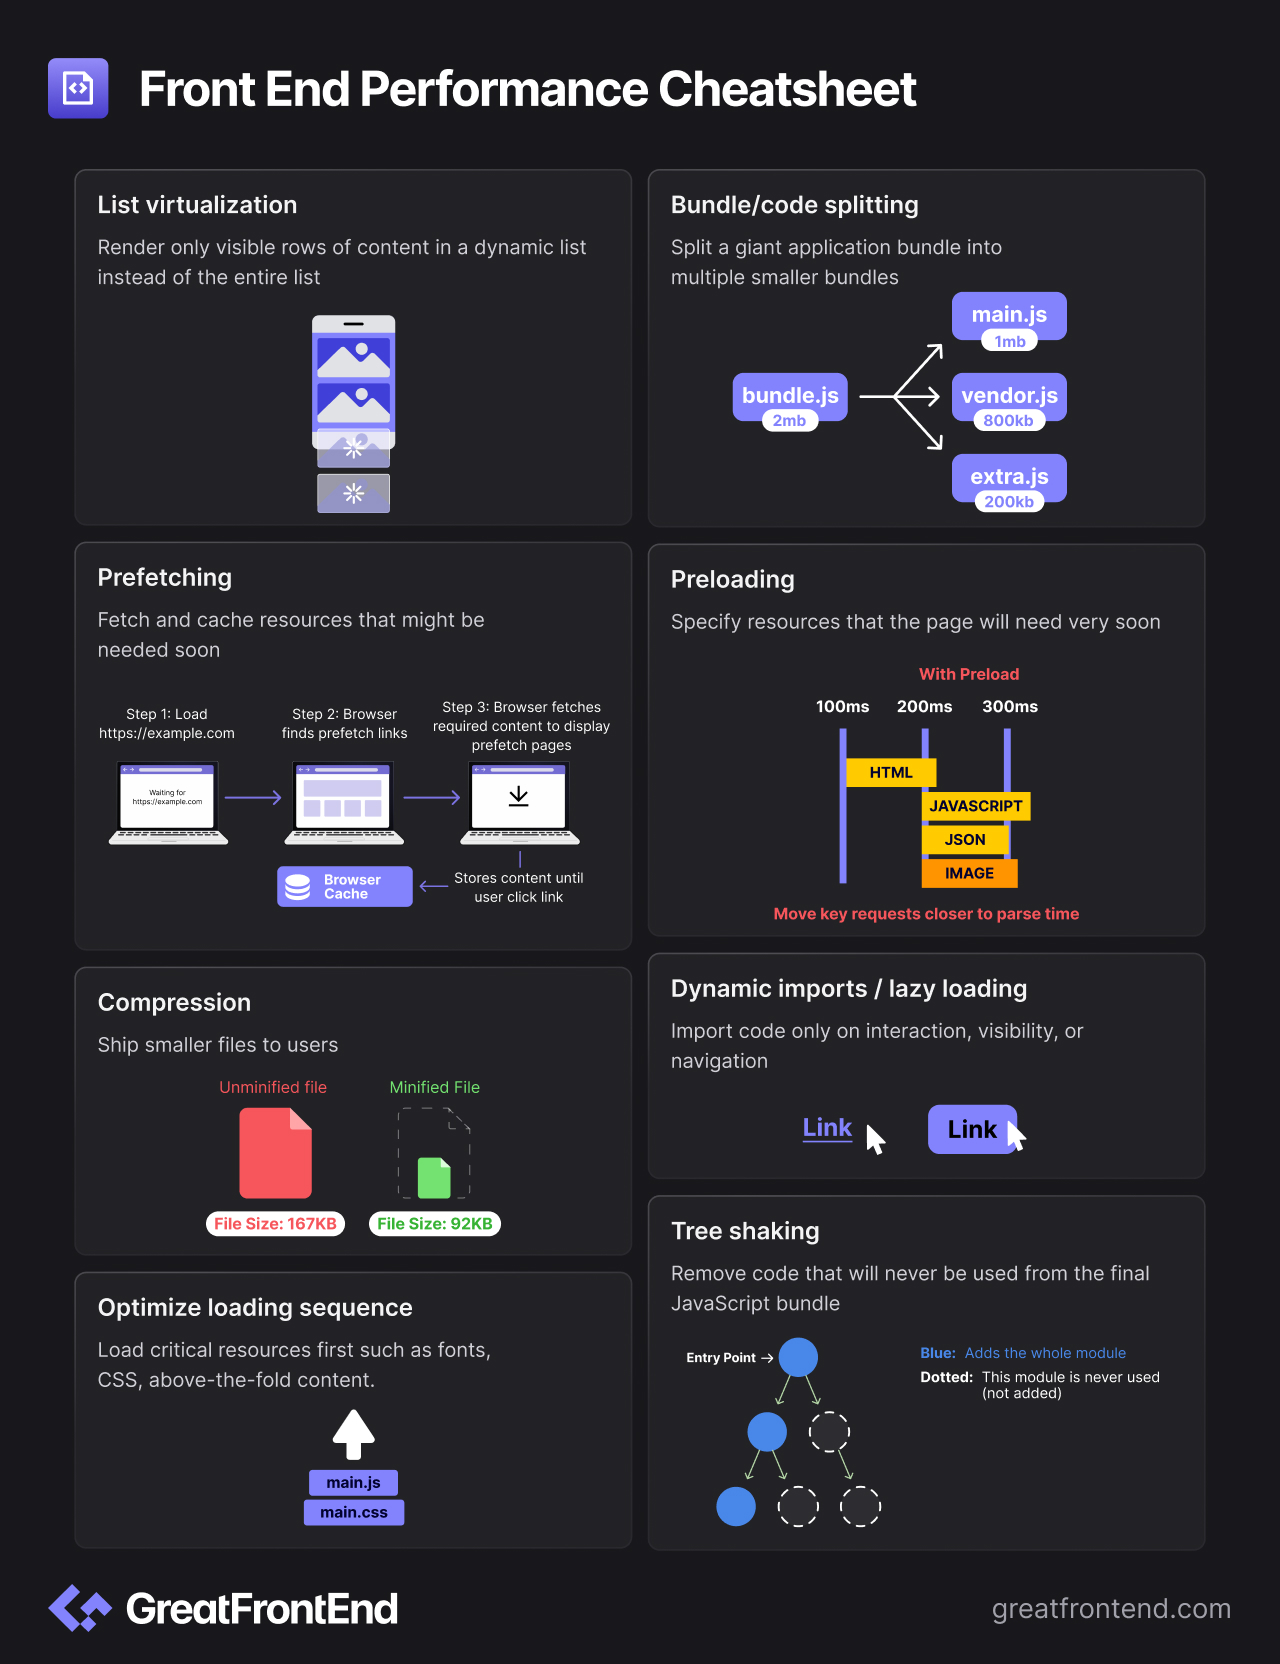 Front End Performance Cheatsheet
List virtualization
Render only visible rows of content in a dynamic list
instead of the entire list
Bundle/code splitting
Split a giant application bundle into
multiple smaller bundles
bundle.js
2mb
main.js
1mb
vendor.js
800kb
extra.js
200kb
Prefetching
Fetch and cache resources that might be
needed soon
Step 1: Load
https://example.com
Step 2: Browser
finds prefetch links
Step 3: Browser fetches
required content to display
prefetch pages
Waiting for
https://example.com
Browser
Cache
Stores content until
user click link
Preloading
Specify resources that the page will need very soon
With Preload
100ms 200ms 300ms
HTML
JAVASCRIPT
JSON
IMAGE
Move key requests closer to parse time
Compression
Ship smaller files to users
Unminified file
Minified File
File Size: 167KB
File Size: 92KB
Dynamic imports / lazy loading
Import code only on interaction, visibility, or
navigation
Link
Link
Optimize loading sequence
Load critical resources first such as fonts,
CSS, above-the-fold content.
main.js
main.css
Tree shaking
Remove code that will never be used from the final
JavaScript bundle
Entry Point
Blue: Adds the whole module
Dotted: This module is never used
(not added)
GreatFrontEnd
greatfrontend.com